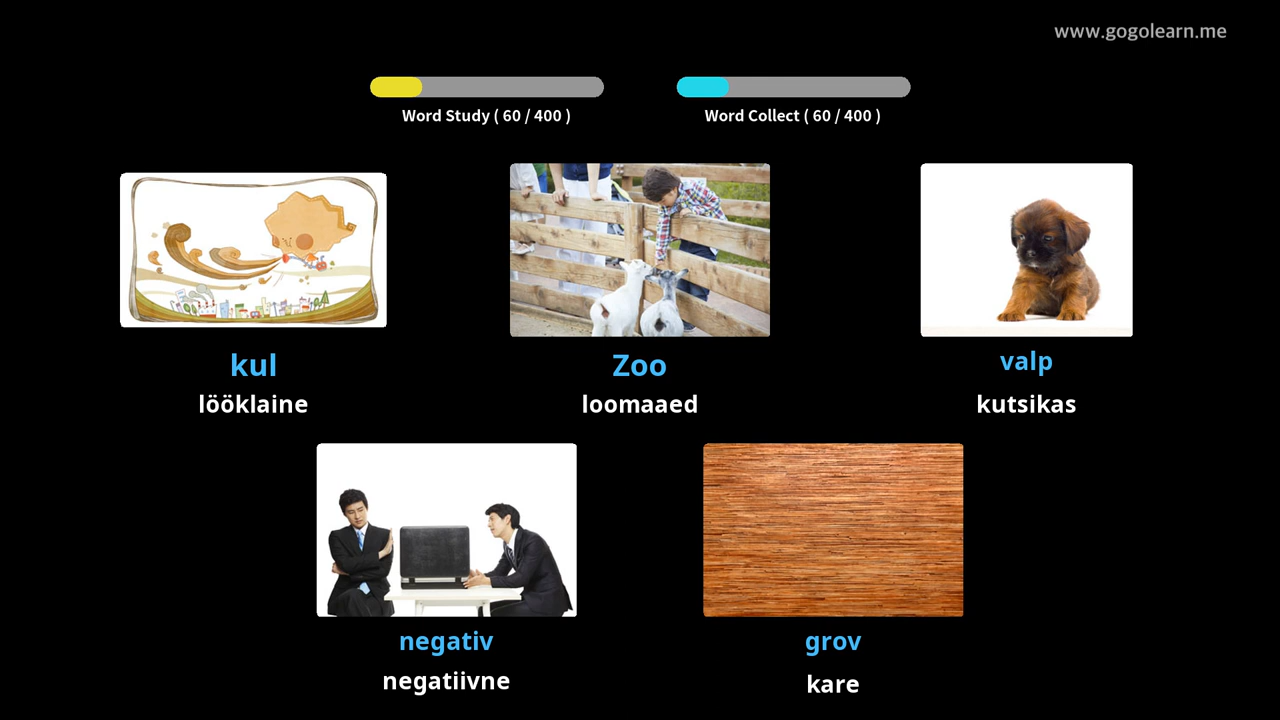 www.gogolearn.me
Word Study ( 60 / 400 )
Word Collect ( 60 / 400 )
kul
lööklaine
Zoo
loomaaed
valp
kutsikas
negativ
negatiivne
grov
kare